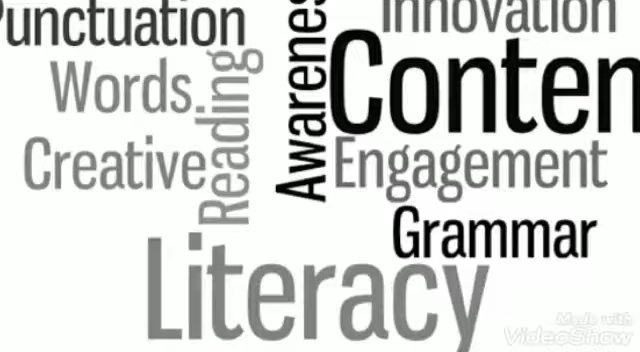 Punctuation
Innovation
Words.
Reading
Awarenes
Conten
Creative
Engagement
Grammar
Literacy
Made with
VideoShow